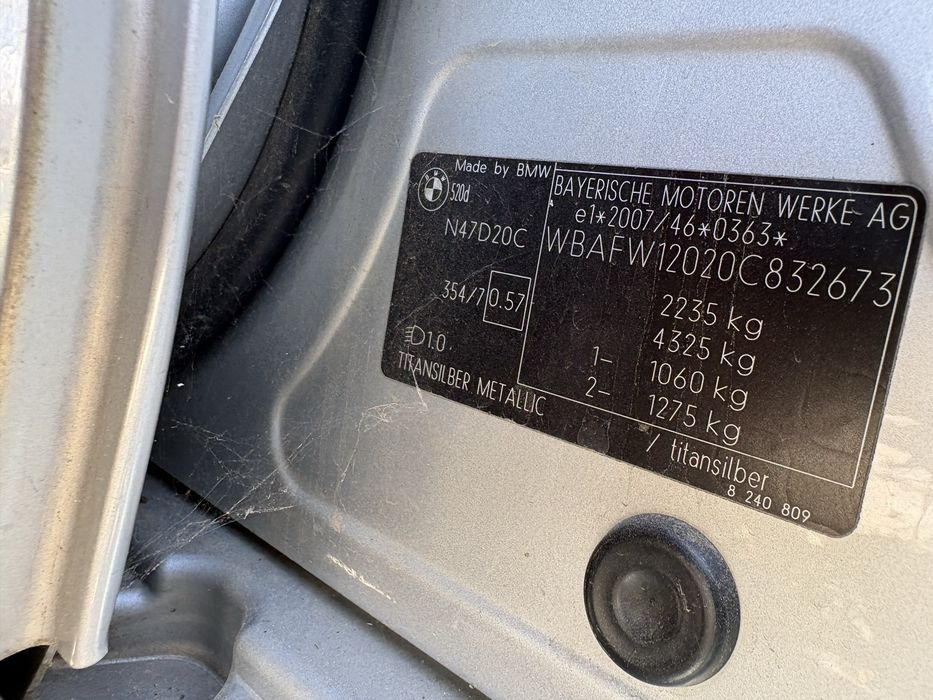 BMW
Made by BMW
520d
N47D20C
354/7 0.57
D1.0
TITANSILBER METALLIC
BAYERISCHE MOTOREN WERKE AG
e1*2007/46*0363*
WBAFW12020C832673
2235 kg
4325 kg
1- 1060 kg
2- 1275 kg
/ titansilber
8 240 809